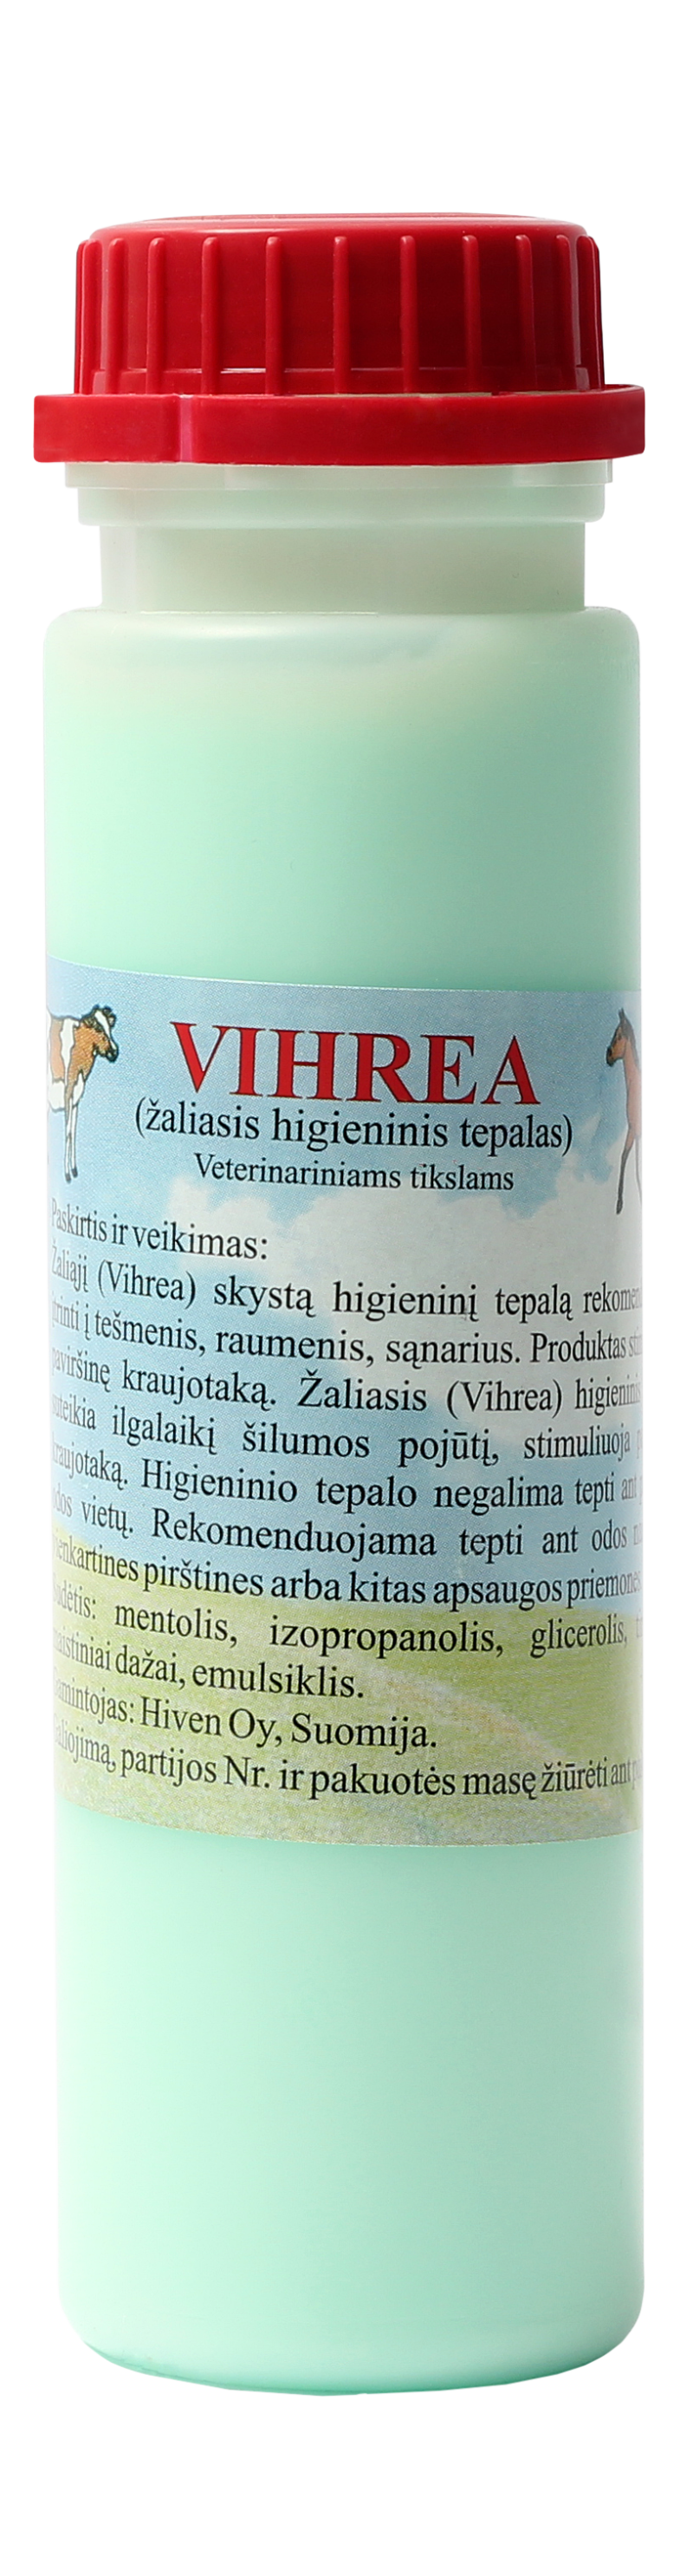 VIHREA
(žaliasis higieninis tepalas)
Veterinariniams tikslams
Paskirtis ir veikimas:
Žaliąjį (Vihrea) skystą higieninį tepalą
įtrinti į tešmenis, raumenis, sąnarius. Produktas
paviršinę kraujotaką. Žaliasis (Vihrea)
suteikia ilgalaikį šilumos pojūtį, stimuliuoja
kraujotaką. Higieninio tepalo negalima tepti ant
odos vietų. Rekomenduojama tepti ant odos
vienkartines pirštines arba kitas apsaugos priemones
Sudėtis: mentolis, izopropanolis, glicerolis,
maistiniai dažai, emulsiklis.
Gamintojas: Hiven Oy, Suomija.
Galiojimą, partijos Nr. ir pakuotės masę žiūrėti ant